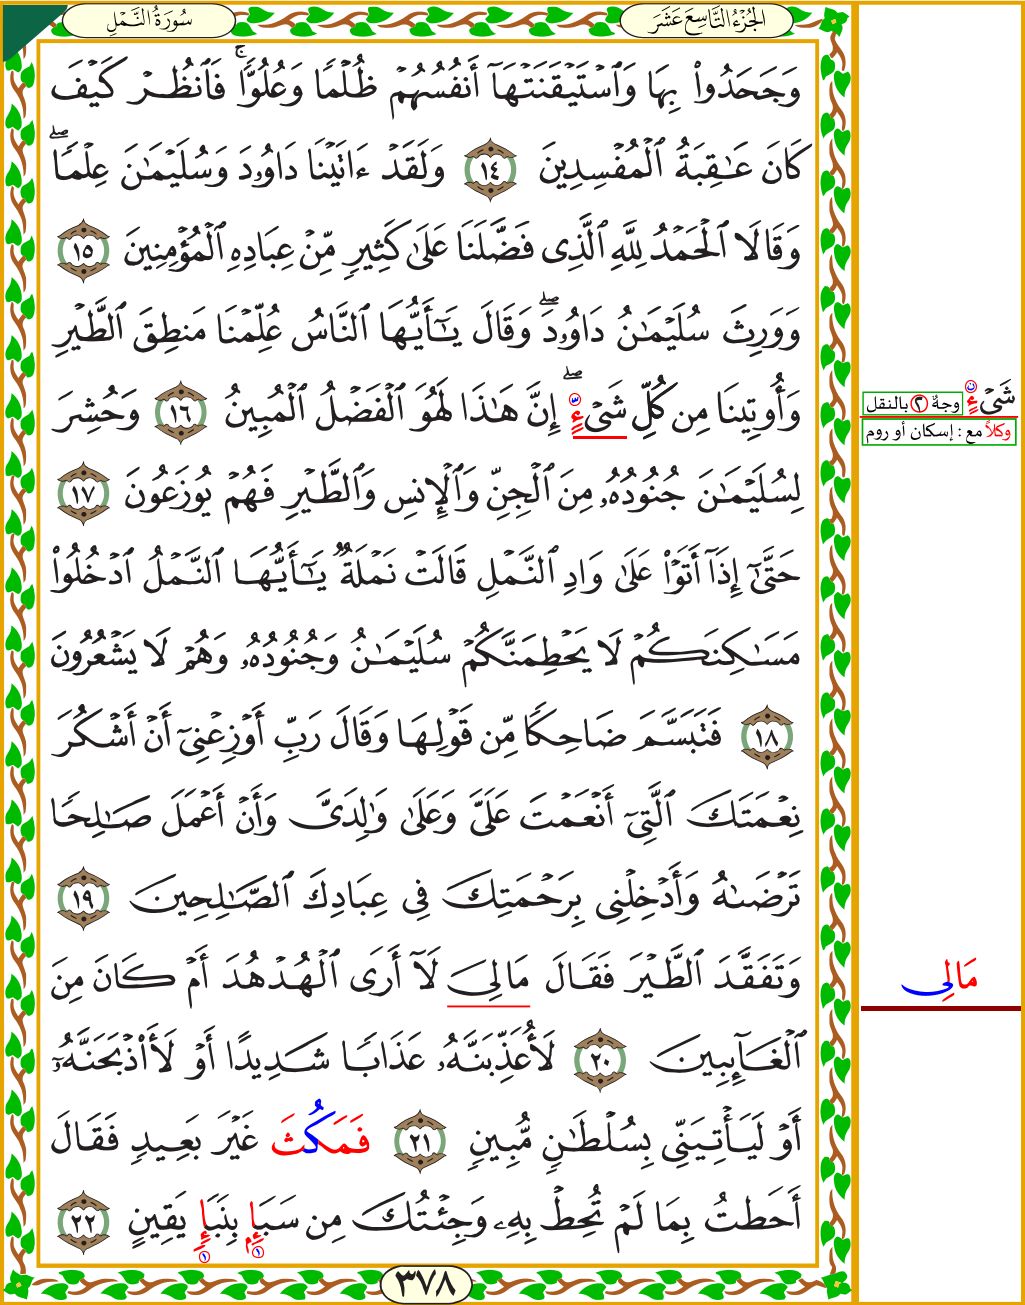 الجُزْءُ التَّاسِعَ عَشَرَ
سُورَةُ النَّمْلِ
وَجَحَدُوا۟ بِهَا وَٱسْتَيْقَنَتْهَآ أَنفُسُهُمْ ظُلْمًا وَعُلُوًّا ۚ فَٱنظُرْ كَيْفَ
كَانَ عَـٰقِبَةُ ٱلْمُفْسِدِينَ ١٤ وَلَقَدْ ءَاتَيْنَا دَاوُۥدَ وَسُلَيْمَـٰنَ عِلْمًا ۖ
وَقَالَا ٱلْحَمْدُ لِلَّهِ ٱلَّذِى فَضَّلَنَا عَلَىٰ كَثِيرٍ مِّنْ عِبَادِهِ ٱلْمُؤْمِنِينَ ١٥
وَوَرِثَ سُلَيْمَـٰنُ دَاوُۥدَ ۖ وَقَالَ يَـٰٓأَيُّهَا ٱلنَّاسُ عُلِّمْنَا مَنطِقَ ٱلطَّيْرِ
وَأُوتِينَا مِن كُلِّ شَىْءٍ ۖ إِنَّ هَـٰذَا لَهُوَ ٱلْفَضْلُ ٱلْمُبِينُ ١٦ وَحُشِرَ
شَىْءٍ وجهٌ ٢ بالنقل
وكلاً مع : إسكان أو روم
لِسُلَيْمَـٰنَ جُنُودُهُۥ مِنَ ٱلْجِنِّ وَٱلْإِنسِ وَٱلطَّيْرِ فَهُمْ يُوزَعُونَ ١٧
حَتَّىٰٓ إِذَآ أَتَوْا۟ عَلَىٰ وَادِ ٱلنَّمْلِ قَالَتْ نَمْلَةٌ يَـٰٓأَيُّهَا ٱلنَّمْلُ ٱدْخُلُوا۟
مَسَـٰكِنَكُمْ لَا يَحْطِمَنَّكُمْ سُلَيْمَـٰنُ وَجُنُودُهُۥ وَهُمْ لَا يَشْعُرُونَ
١٨ فَتَبَسَّمَ ضَاحِكًا مِّن قَوْلِهَا وَقَالَ رَبِّ أَوْزِعْنِىٓ أَنْ أَشْكُرَ
نِعْمَتَكَ ٱلَّتِىٓ أَنْعَمْتَ عَلَىَّ وَعَلَىٰ وَٰلِدَىَّ وَأَنْ أَعْمَلَ صَـٰلِحًا
تَرْضَىٰهُ وَأَدْخِلْنِى بِرَحْمَتِكَ فِى عِبَادِكَ ٱلصَّـٰلِحِينَ ١٩
وَتَفَقَّدَ ٱلطَّيْرَ فَقَالَ مَالِى لَآ أَرَى ٱلْهُدْهُدَ أَمْ كَانَ مِنَ
مَالِى
ٱلْغَآئِبِينَ ٢٠ لَأُعَذِّبَنَّهُۥ عَذَابًا شَدِيدًا أَوْ لَأَا۟ذْبَحَنَّهُۥٓ
أَوْ لَيَأْتِيَنِّى بِسُلْطَـٰنٍ مُّبِينٍ ٢١ فَمَكُثَ غَيْرَ بَعِيدٍ فَقَالَ
أَحَطتُ بِمَا لَمْ تُحِطْ بِهِۦ وَجِئْتُكَ مِن سَبَإٍ بِنَبَإٍ يَقِينٍ ٢٢
٣٧٨